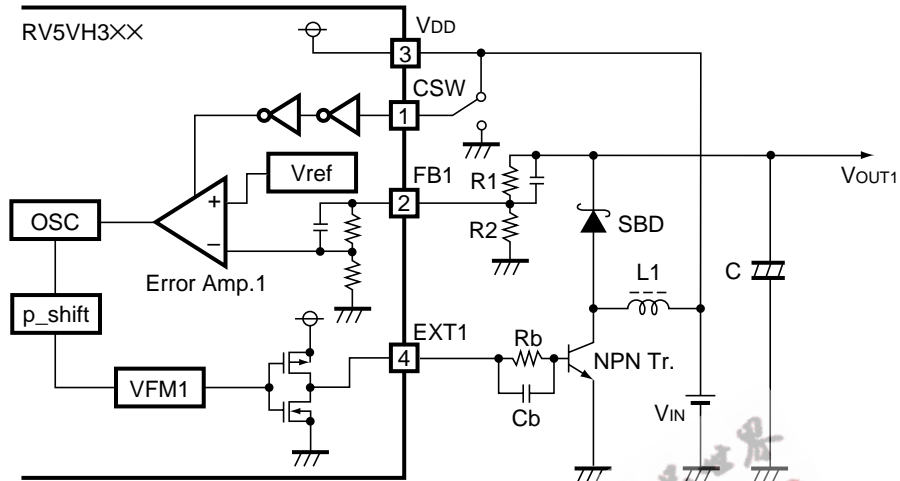 RV5VH3××
VDD
3
CSW
1
Vref
FB1
2
R1
R2
VOUT1
SBD
OSC
+
−
Error Amp.1
L1
C
p_shift
EXT1
4
Rb
Cb
NPN Tr.
VFM1
VIN